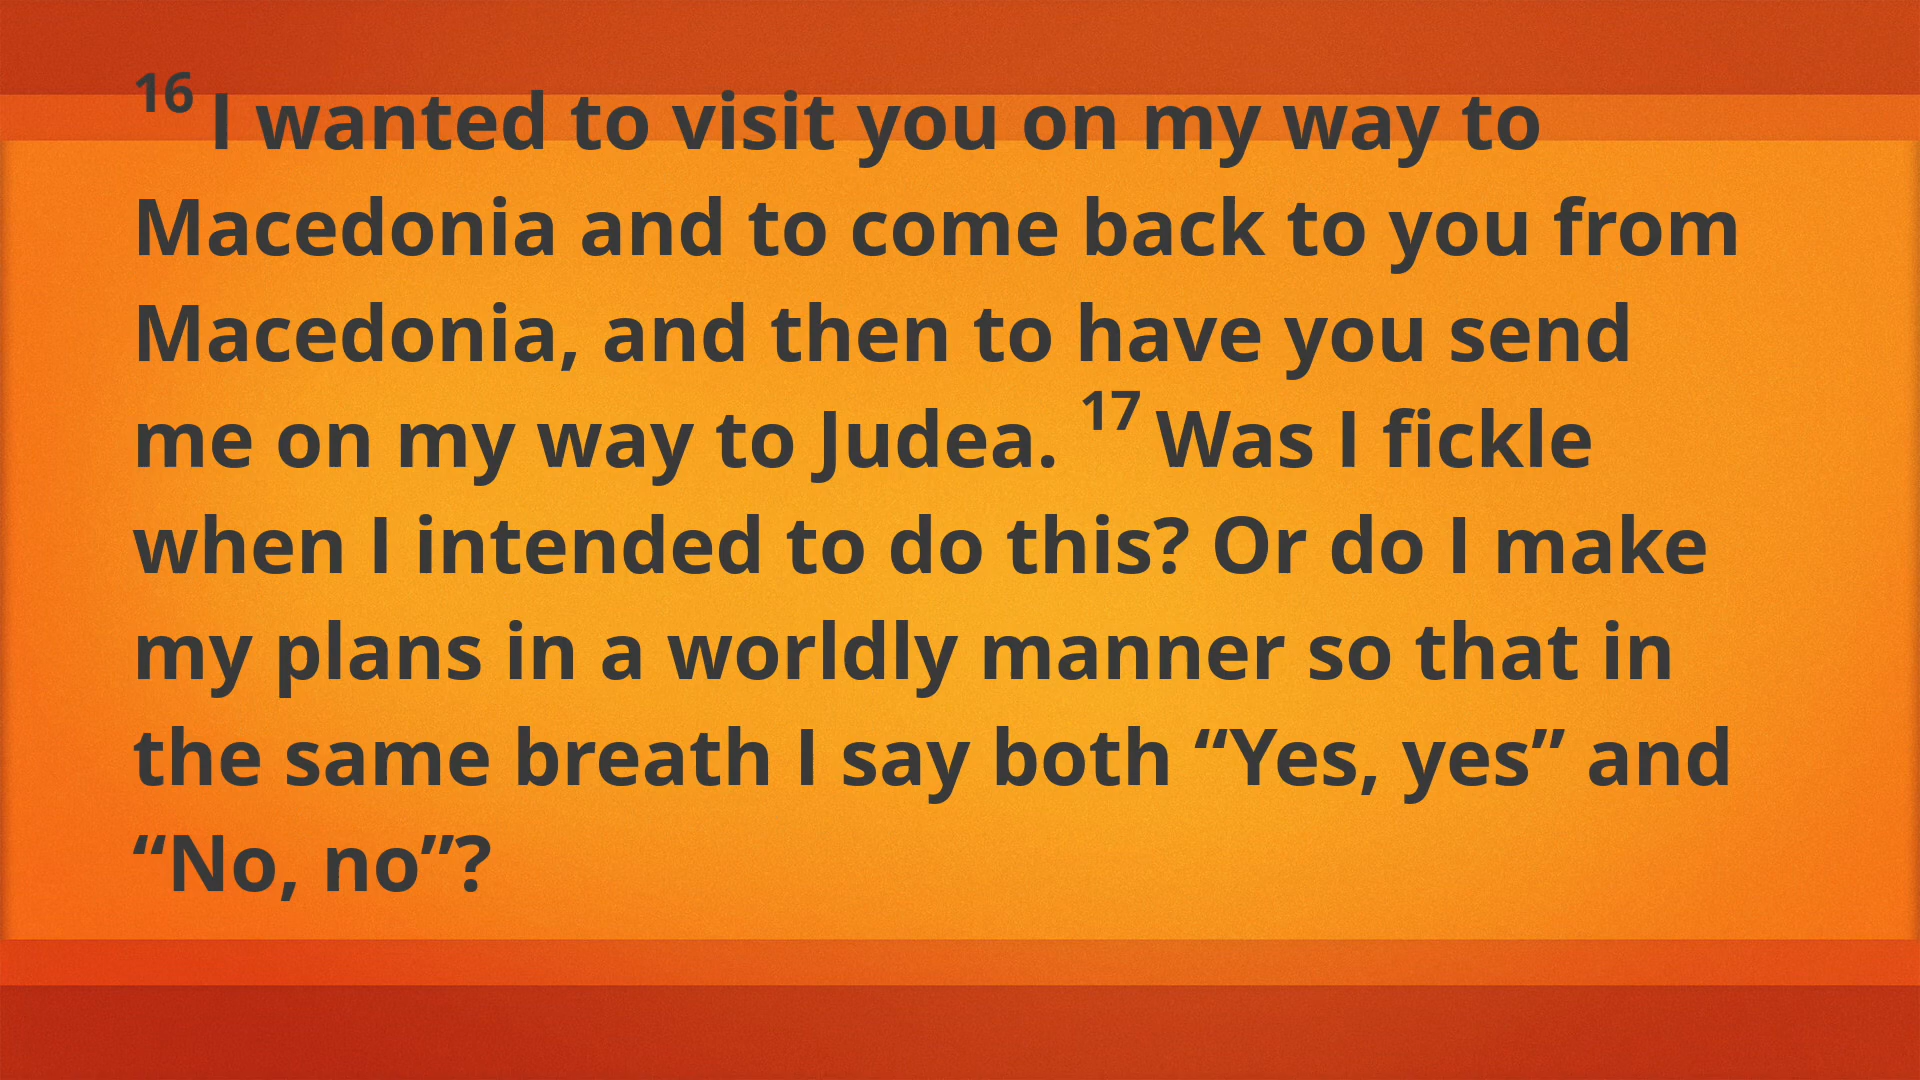 16 I wanted to visit you on my way to
Macedonia and to come back to you from
Macedonia, and then to have you send
me on my way to Judea. 17 Was I fickle
when I intended to do this? Or do I make
my plans in a worldly manner so that in
the same breath I say both “Yes, yes” and
“No, no”?